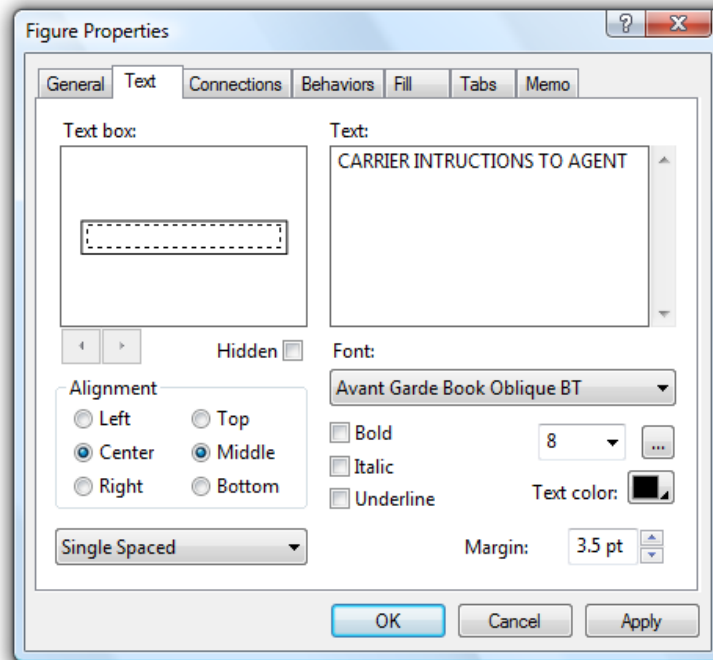 Figure Properties
General Text Connections Behaviors Fill Tabs Memo
Text box:
Text:
CARRIER INTRUCTIONS TO AGENT
Hidden
Font:
Avant Garde Book Oblique BT
Alignment
Left
Top
Center
Middle
Right
Bottom
Bold
Italic
Underline
8
...
Text color:
Single Spaced
Margin:
3.5 pt
OK
Cancel
Apply